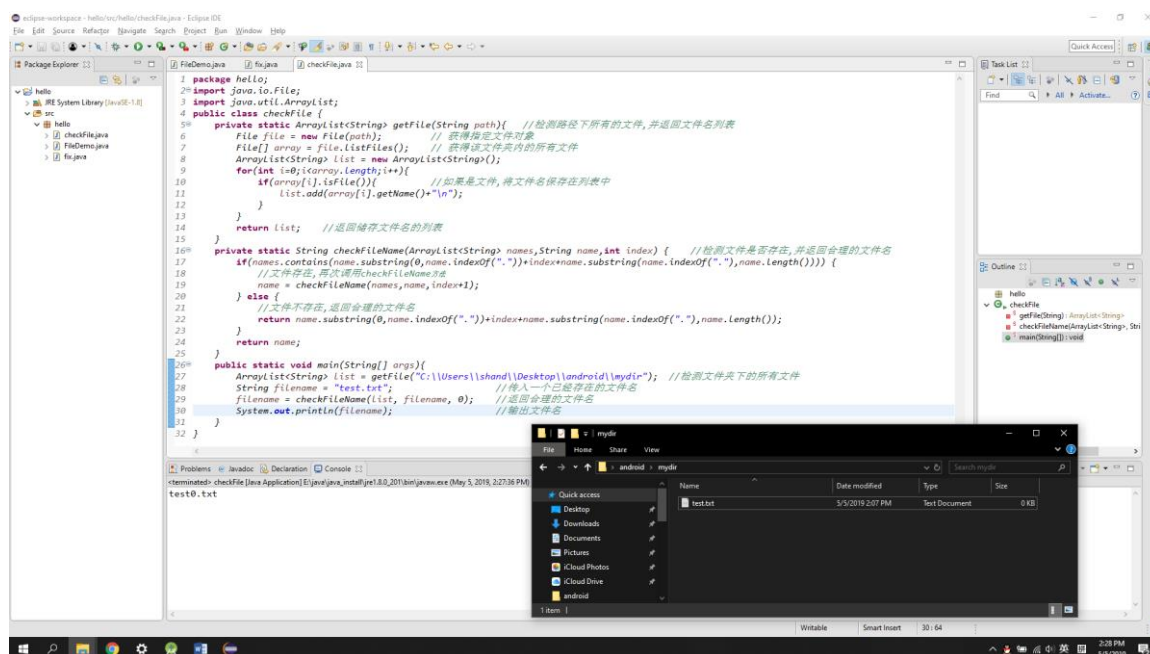 eclipse-workspace - hello/src/hello/checkFile.java - Eclipse IDE
File Edit Source Refactor Navigate Search Project Run Window Help
Quick Access
Package Explorer
hello
JRE System Library [JavaSE-1.8]
src
hello
checkFile.java
FileDemo.java
fix.java
FileDemo.java fix.java checkFile.java
1 package hello;
2 import java.io.File;
3 import java.util.ArrayList;
4 public class checkFile {
5 private static ArrayList<String> getFile(String path){ //检测路径下所有的文件,并返回文件名列表
6 File file = new File(path); // 获得指定文件对象
7 File[] array = file.listFiles(); // 获得该文件夹内的所有文件
8 ArrayList<String> list = new ArrayList<String>();
9 for(int i=0;i<array.length;i++){
10 if(array[i].isFile()){ //如果是文件,将文件名保存在列表中
11 list.add(array[i].getName()+"\n");
12 }
13 }
14 return list; //返回储存文件名的列表
15 }
16 private static String checkFileName(ArrayList<String> names,String name,int index) { //检测文件是否存在,并返回合理的文件名
17 if(names.contains(name.substring(0,name.indexOf("."))+index+name.substring(name.indexOf("."),name.length()))) {
18 //文件存在,再次调用checkFileName方法
19 name = checkFileName(names,name,index+1);
20 } else {
21 //文件不存在,返回合理的文件名
22 return name.substring(0,name.indexOf("."))+index+name.substring(name.indexOf("."),name.length());
23 }
24 return name;
25 }
26 public static void main(String[] args){
27 ArrayList<String> list = getFile("C:\\Users\\shand\\Desktop\\android\\mydir"); //检测文件夹下的所有文件
28 String filename = "test.txt"; //传入一个已经存在的文件名
29 filename = checkFileName(list, filename, 0); //返回合理的文件名
30 System.out.println(filename); //输出文件名
31 }
32 }
Task List
Find All Activate...
Outline
hello
checkFile
getFile(String) : ArrayList<String>
checkFileName(ArrayList<String>, Stri
main(String[]) : void
Problems Javadoc Declaration Console
<terminated> checkFile [Java Application] E:\java\java_install\jre1.8.0_201\bin\javaw.exe (May 5, 2019, 2:27:36 PM)
test0.txt
mydir
File Home Share View
android mydir
Search mydir
Name Date modified Type Size
Quick access
Desktop
Downloads
Documents
Pictures
iCloud Photos
iCloud Drive
android
test.txt 5/5/2019 2:07 PM Text Document 0 KB
1 item
Writable Smart Insert 30 : 64
英
2:28 PM
5/5/2019